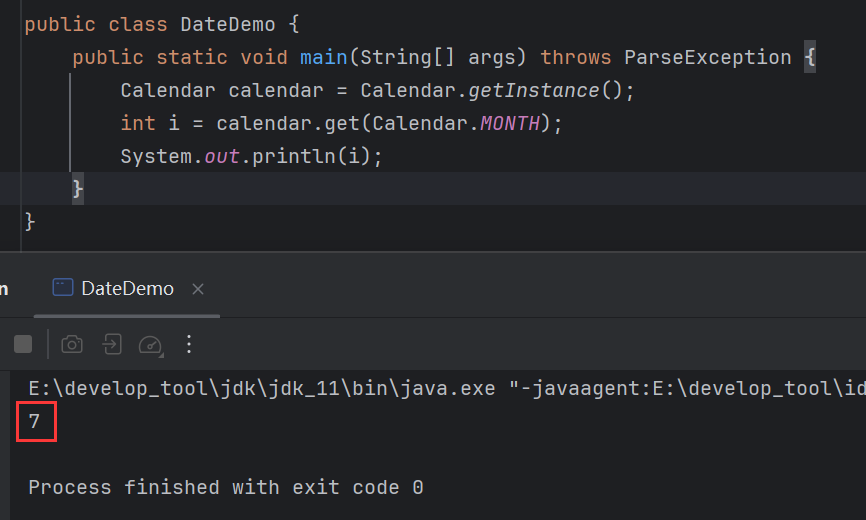 public class DateDemo {
public static void main(String[] args) throws ParseException {
Calendar calendar = Calendar.getInstance();
int i = calendar.get(Calendar.MONTH);
System.out.println(i);
}
}
n
DateDemo ×
E:\develop_tool\jdk\jdk_11\bin\java.exe "-javaagent:E:\develop_tool\id
7
Process finished with exit code 0